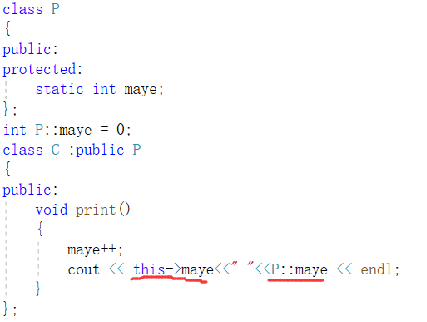 class P
{
public:
protected:
    static int maye;
};
int P::maye = 0;
class C :public P
{
public:
    void print()
    {
        maye++;
        cout << this->maye<<" "<<P::maye << endl;
    }
};